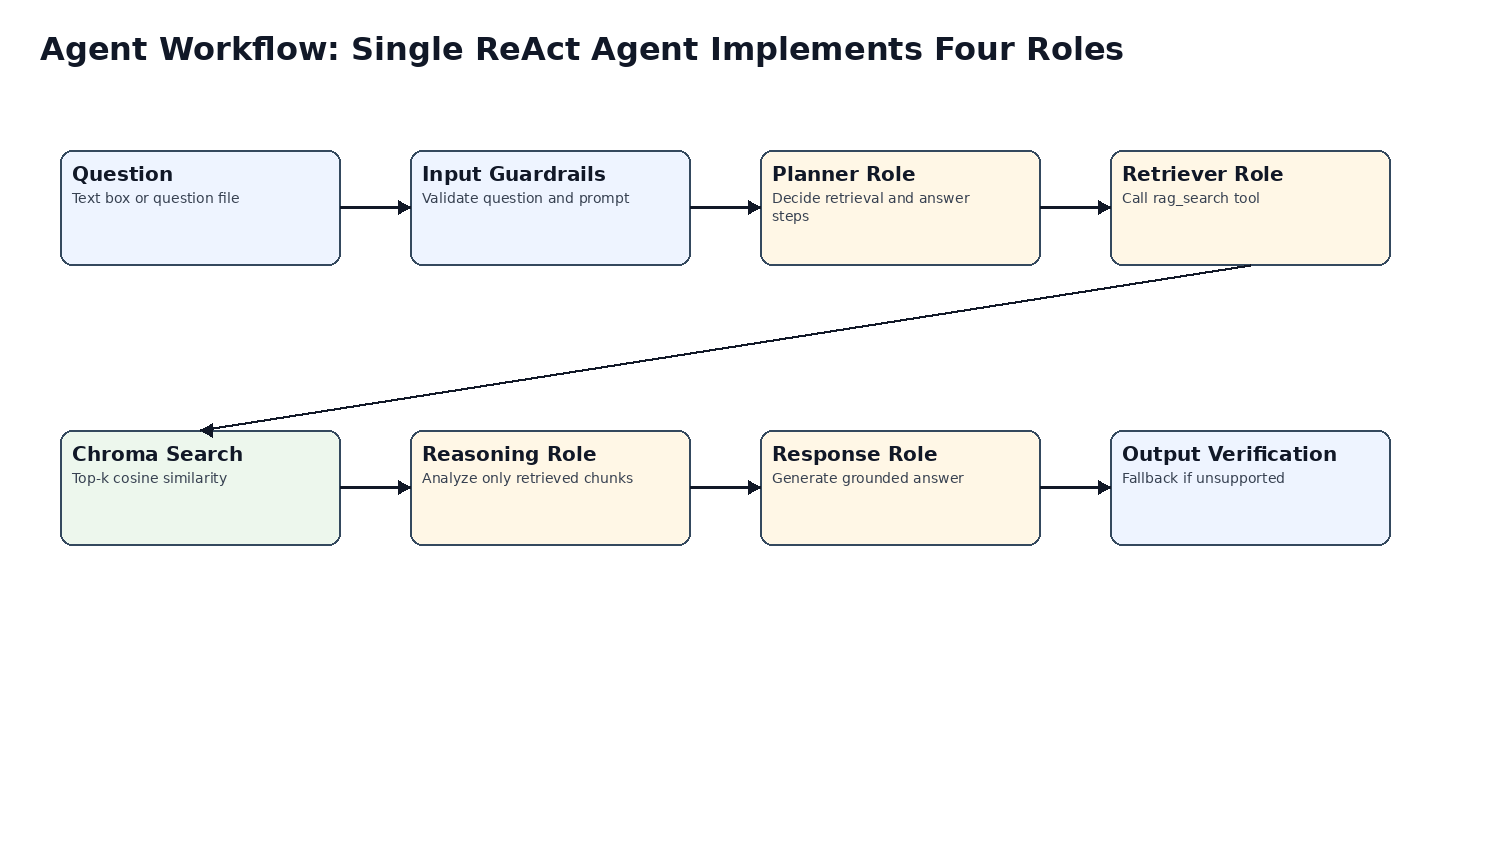 Agent Workflow: Single ReAct Agent Implements Four Roles
Question
Text box or question file
Input Guardrails
Validate question and prompt
Planner Role
Decide retrieval and answer
steps
Retriever Role
Call rag_search tool
Chroma Search
Top-k cosine similarity
Reasoning Role
Analyze only retrieved chunks
Response Role
Generate grounded answer
Output Verification
Fallback if unsupported